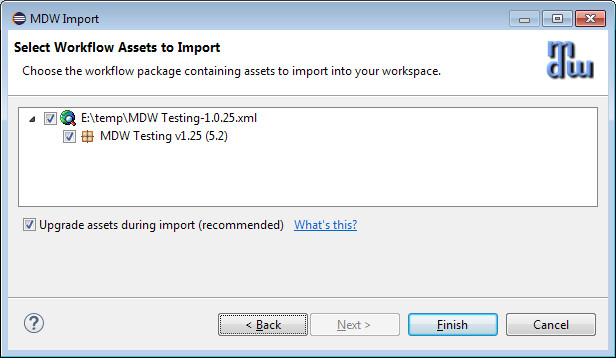 MDW Import
Select Workflow Assets to Import
Choose the workflow package containing assets to import into your workspace.
mdw
E:\temp\MDW Testing-1.0.25.xml
MDW Testing v1.25 (5.2)
Upgrade assets during import (recommended) What's this?
? < Back Next > Finish Cancel